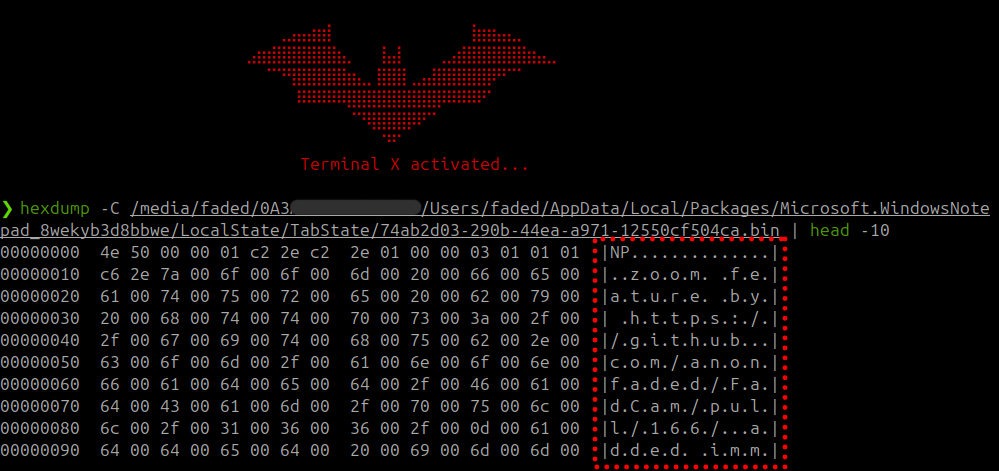 Terminal X activated...
❯ hexdump -C /media/faded/0A3 /Users/faded/AppData/Local/Packages/Microsoft.WindowsNote
pad_8wekyb3d8bbwe/LocalState/TabState/74ab2d03-290b-44ea-a971-12550cf504ca.bin | head -10
00000000  4e 50 00 00 01 c2 2e c2  2e 01 00 00 03 01 01 01  |NP..............|
00000010  c6 2e 7a 00 6f 00 6f 00  6d 00 20 00 66 00 65 00  |..z.o.o.m. .f.e.|
00000020  61 00 74 00 75 00 72 00  65 00 20 00 62 00 79 00  |a.t.u.r.e. .b.y.|
00000030  20 00 68 00 74 00 74 00  70 00 73 00 3a 00 2f 00  | .h.t.t.p.s.:./.|
00000040  2f 00 67 00 69 00 74 00  68 00 75 00 62 00 2e 00  |/.g.i.t.h.u.b...|
00000050  63 00 6f 00 6d 00 2f 00  61 00 6e 00 6f 00 6e 00  |c.o.m./.a.n.o.n.|
00000060  66 00 61 00 64 00 65 00  64 00 2f 00 46 00 61 00  |f.a.d.e.d./.F.a.|
00000070  64 00 43 00 61 00 6d 00  2f 00 70 00 75 00 6c 00  |d.C.a.m./.p.u.l.|
00000080  6c 00 2f 00 31 00 36 00  36 00 2f 00 0d 00 61 00  |l./.1.6.6./...a.|
00000090  64 00 64 00 65 00 64 00  20 00 69 00 6d 00 6d 00  |d.d.e.d. .i.m.m.|